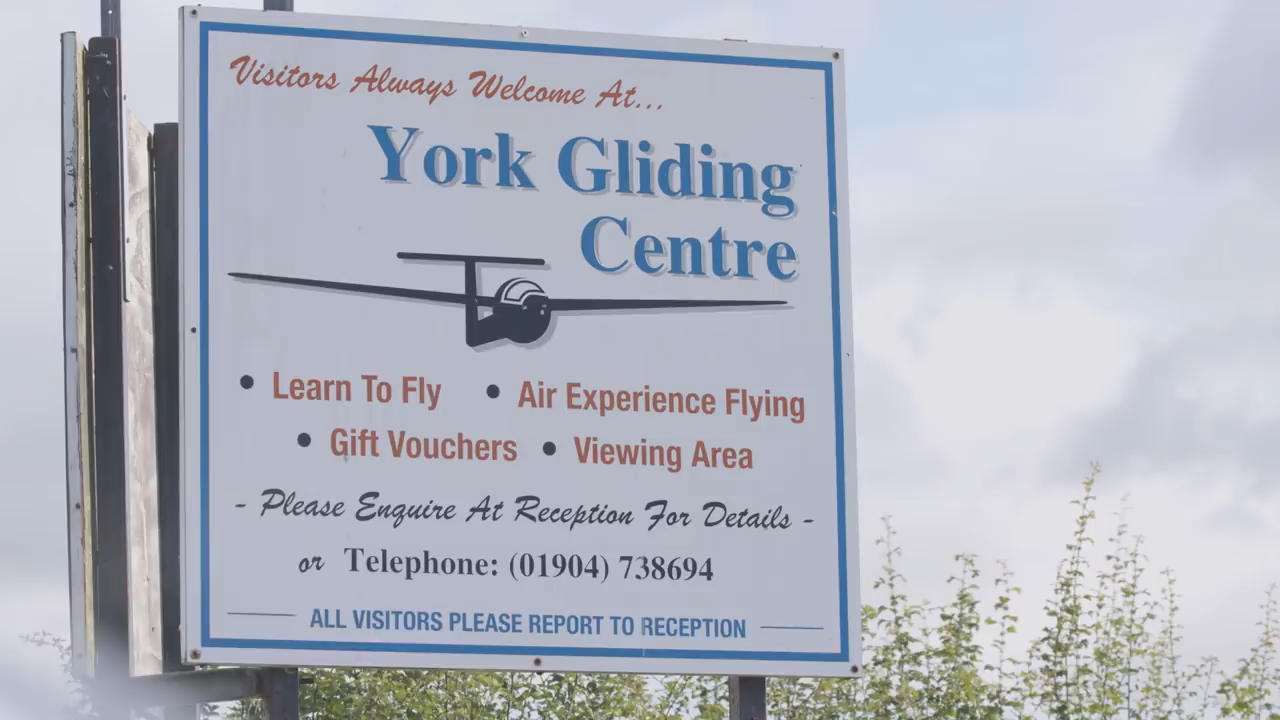 Visitors Always Welcome At...
York Gliding
Centre
• Learn To Fly • Air Experience Flying
• Gift Vouchers • Viewing Area
- Please Enquire At Reception For Details -
or Telephone: (01904) 738694
ALL VISITORS PLEASE REPORT TO RECEPTION